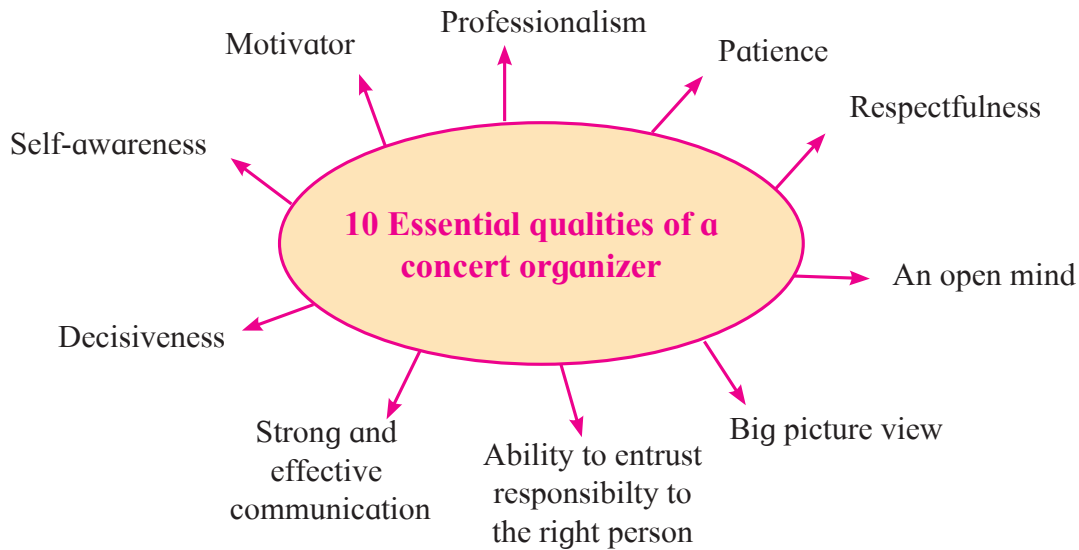 Professionalism
Motivator
Patience
Respectfulness
Self-awareness
10 Essential qualities of a
concert organizer
An open mind
Decisiveness
Big picture view
Strong and
effective
communication
Ability to entrust
responsibilty to
the right person